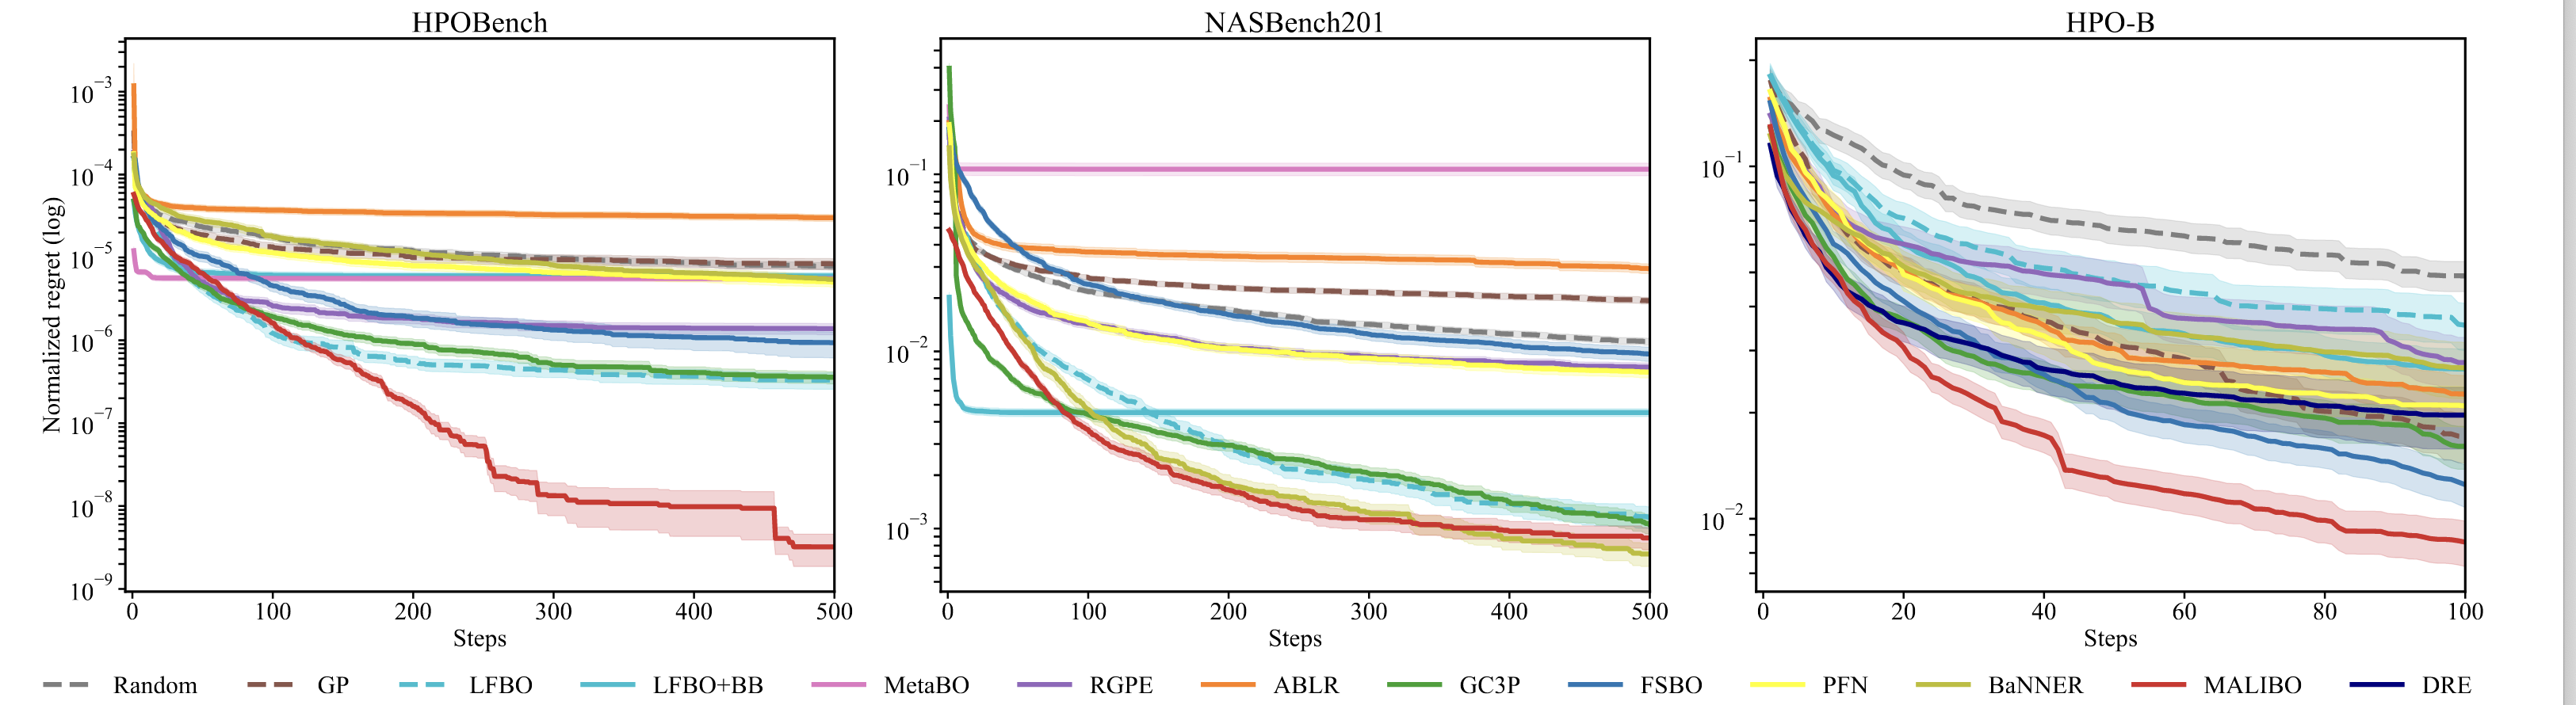 HPOBench
NASBench201
HPO-B
Normalized regret (log)
10−3
10−4
10−5
10−6
10−7
10−8
10−9
0 100 200 300 400 500
Steps
10−1
10−2
10−3
0 100 200 300 400 500
Steps
10−1
10−2
0 20 40 60 80 100
Steps
Random GP LFBO LFBO+BB MetaBO RGPE ABLR GC3P FSBO PFN BaNNER MALIBO DRE